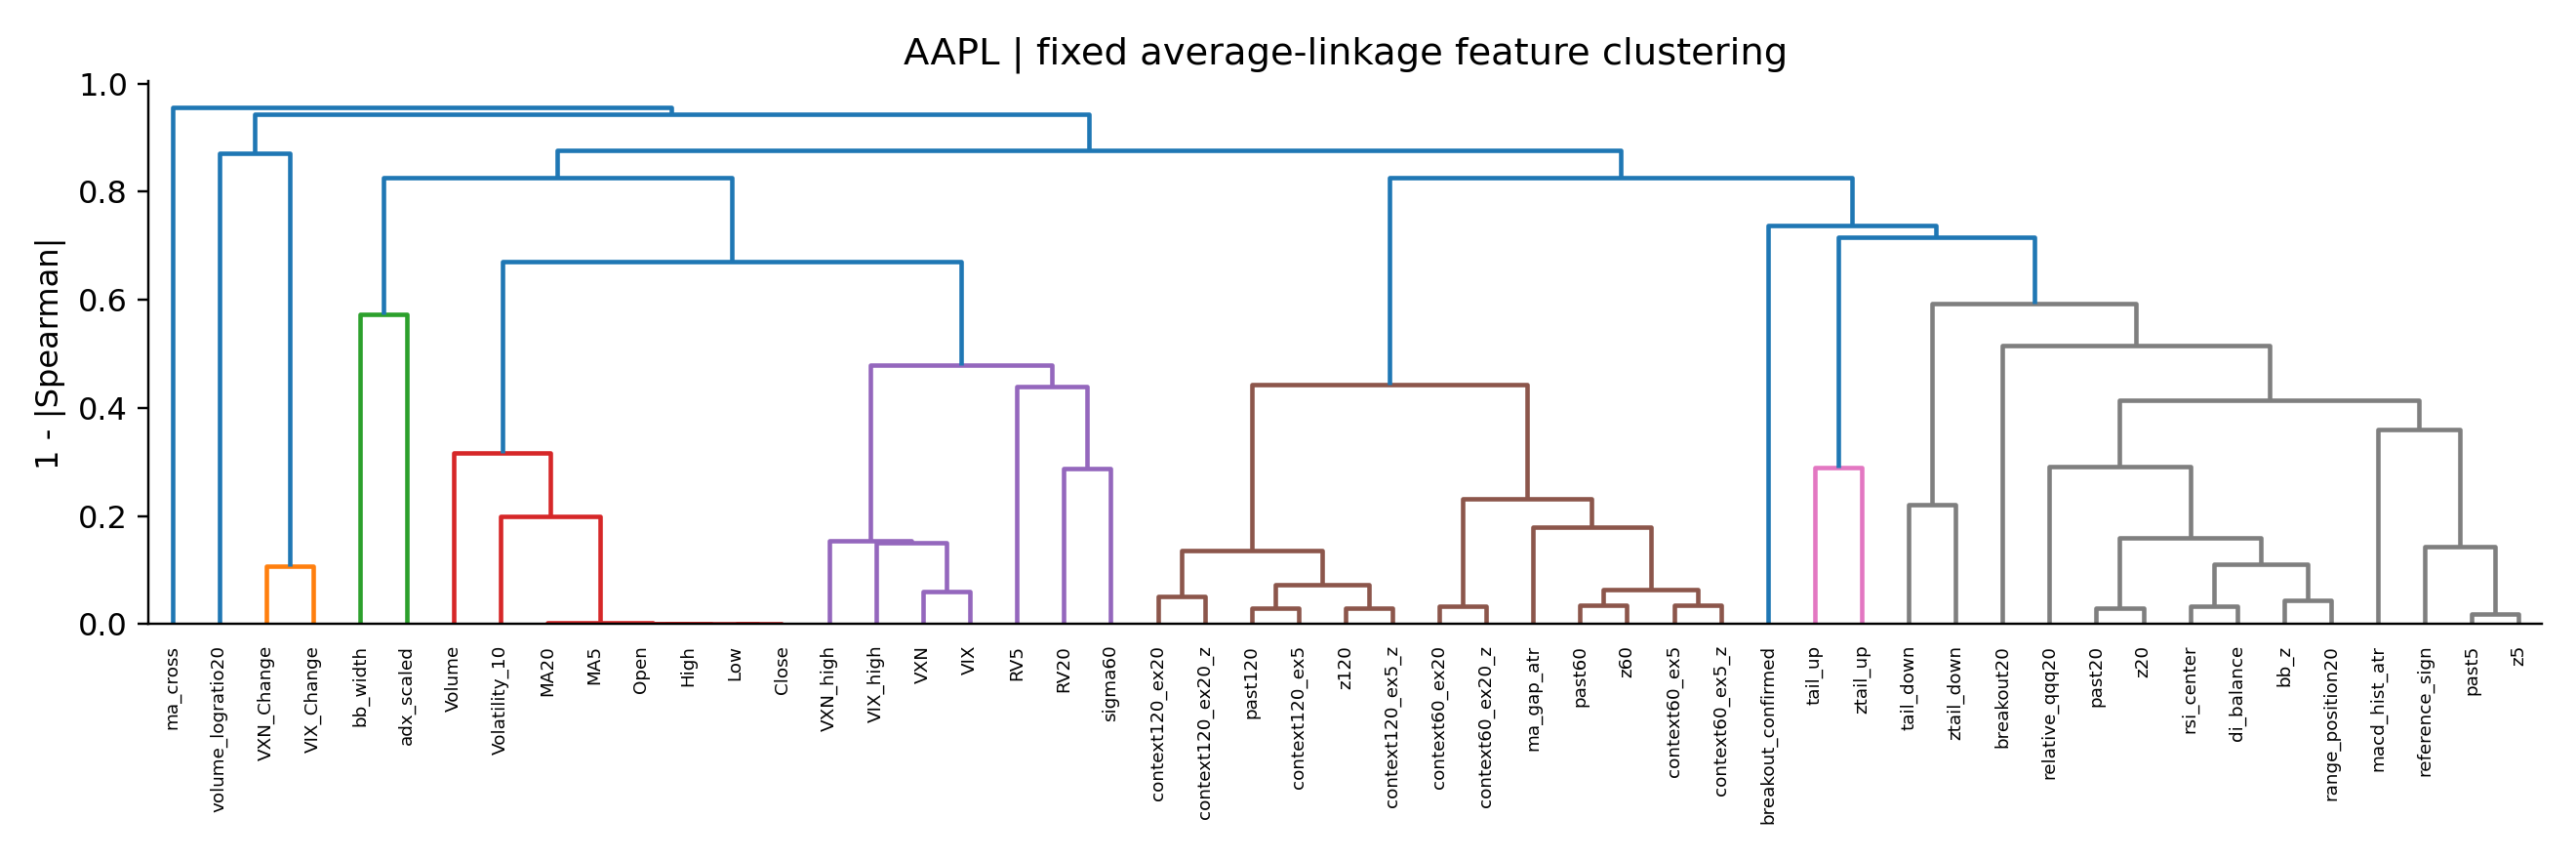 AAPL | fixed average-linkage feature clustering
1.0
0.8
0.6
0.4
0.2
0.0
1 - |Spearman|
ma_cross
volume_logratio20
VXN_Change
VIX_Change
bb_width
adx_scaled
Volume
Volatility_10
MA20
MA5
Open
High
Low
Close
VXN_high
VIX_high
VXN
VIX
RV5
RV20
sigma60
context120_ex20
context120_ex20_z
past120
context120_ex5
z120
context120_ex5_z
context60_ex20
context60_ex20_z
ma_gap_atr
past60
z60
context60_ex5
context60_ex5_z
breakout_confirmed
tail_up
ztail_up
tail_down
ztail_down
breakout20
relative_qqq20
past20
z20
rsi_center
di_balance
bb_z
range_position20
macd_hist_atr
reference_sign
past5
z5